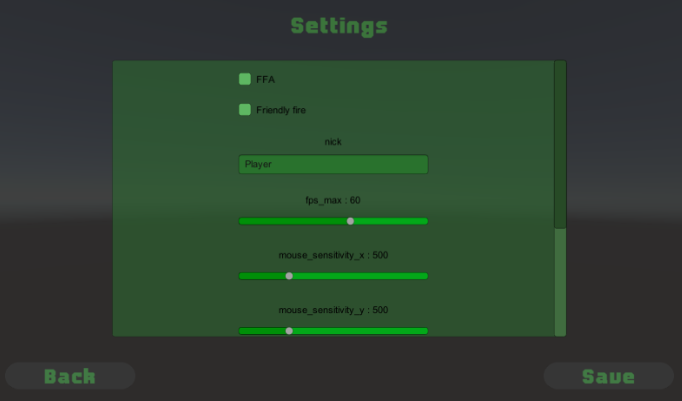 Settings
FFA
Friendly fire
nick
Player
fps_max : 60
mouse_sensitivity_x : 500
mouse_sensitivity_y : 500
Back
Save